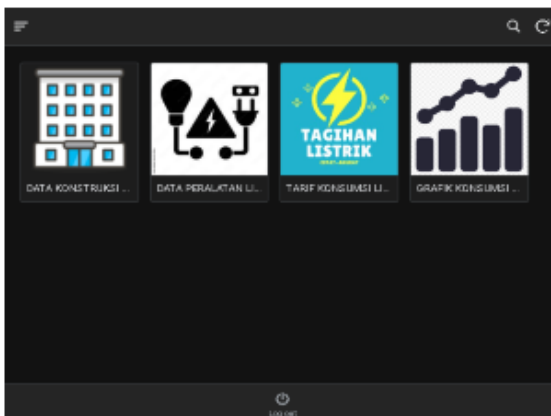 TAGIHAN
LISTRIK
DATA KONSTRUKSI ...
DATA PERALATAN LI...
TARIF KONSUMSI LI...
GRAFIK KONSUMSI ...
Log out